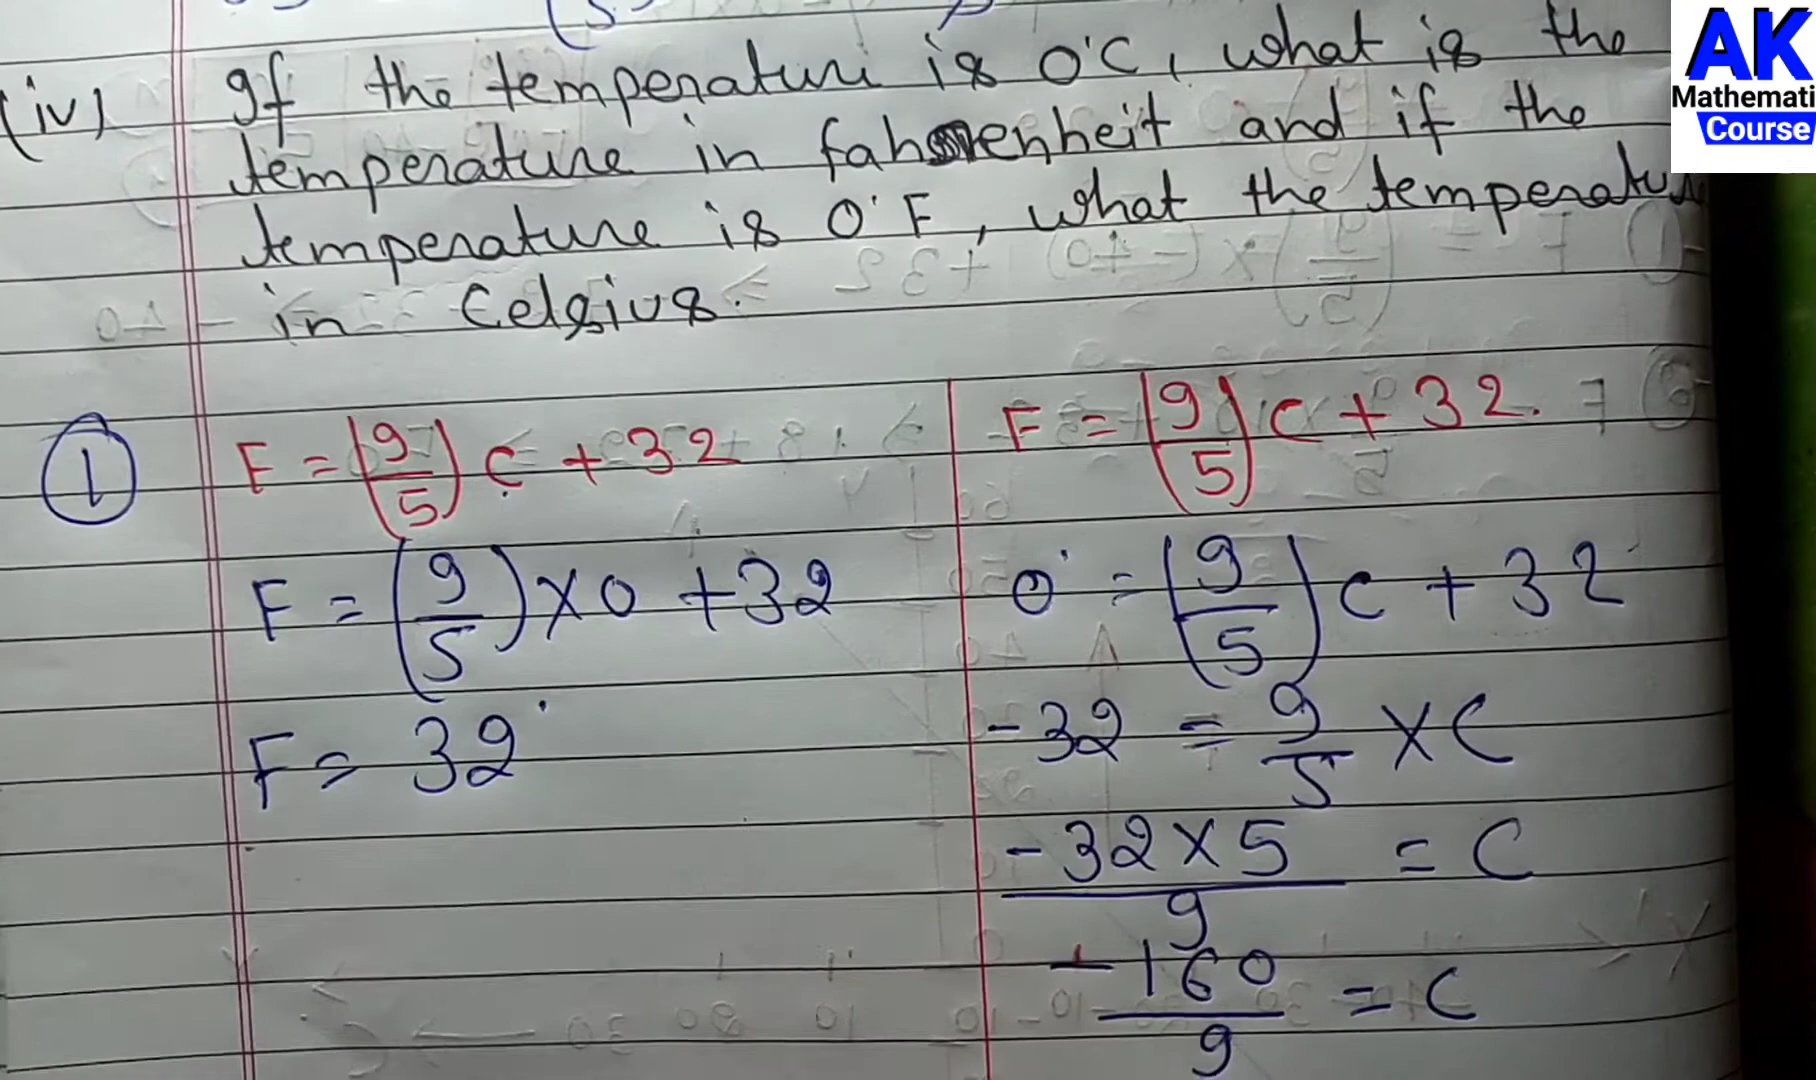 (iv) If the temperature is 0°C, what is the
temperature in fahrenheit and if the
temperature is 0°F, what the temperatu
in Celsius.
AK
Mathemati
Course
1
F = (9/5) C + 32
F = (9/5) × 0 + 32
F = 32°
F = (9/5) C + 32.
0° = (9/5) C + 32
-32 = 9/5 × C
-32×5/9 = C
-160/9 = C